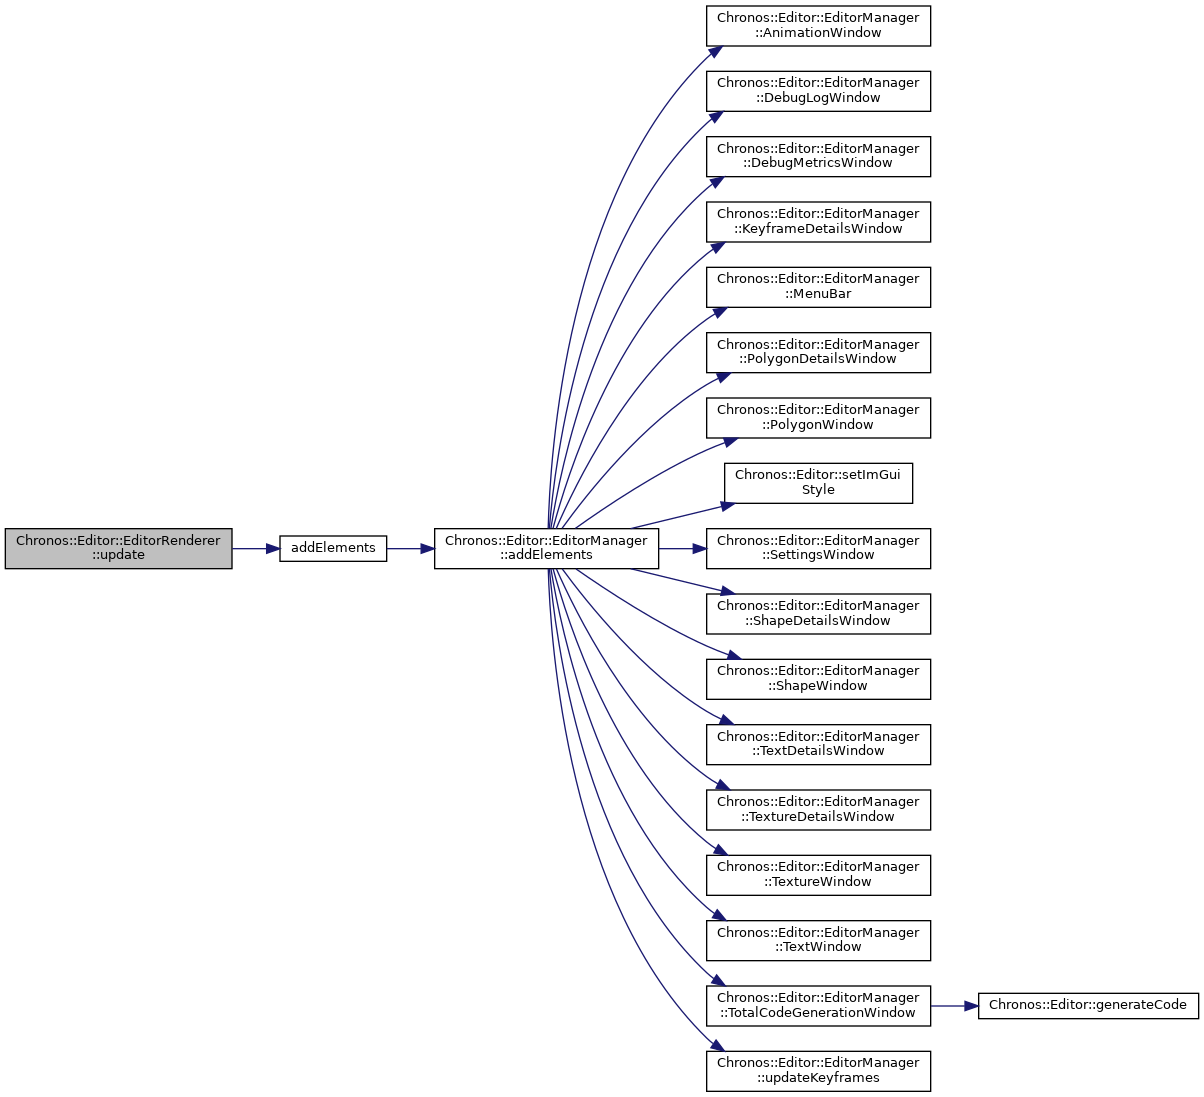 Chronos::Editor::EditorRenderer
::update
addElements
Chronos::Editor::EditorManager
::addElements
Chronos::Editor::EditorManager
::AnimationWindow
Chronos::Editor::EditorManager
::DebugLogWindow
Chronos::Editor::EditorManager
::DebugMetricsWindow
Chronos::Editor::EditorManager
::KeyframeDetailsWindow
Chronos::Editor::EditorManager
::MenuBar
Chronos::Editor::EditorManager
::PolygonDetailsWindow
Chronos::Editor::EditorManager
::PolygonWindow
Chronos::Editor::setImGui
Style
Chronos::Editor::EditorManager
::SettingsWindow
Chronos::Editor::EditorManager
::ShapeDetailsWindow
Chronos::Editor::EditorManager
::ShapeWindow
Chronos::Editor::EditorManager
::TextDetailsWindow
Chronos::Editor::EditorManager
::TextureDetailsWindow
Chronos::Editor::EditorManager
::TextureWindow
Chronos::Editor::EditorManager
::TextWindow
Chronos::Editor::EditorManager
::TotalCodeGenerationWindow
Chronos::Editor::generateCode
Chronos::Editor::EditorManager
::updateKeyframes